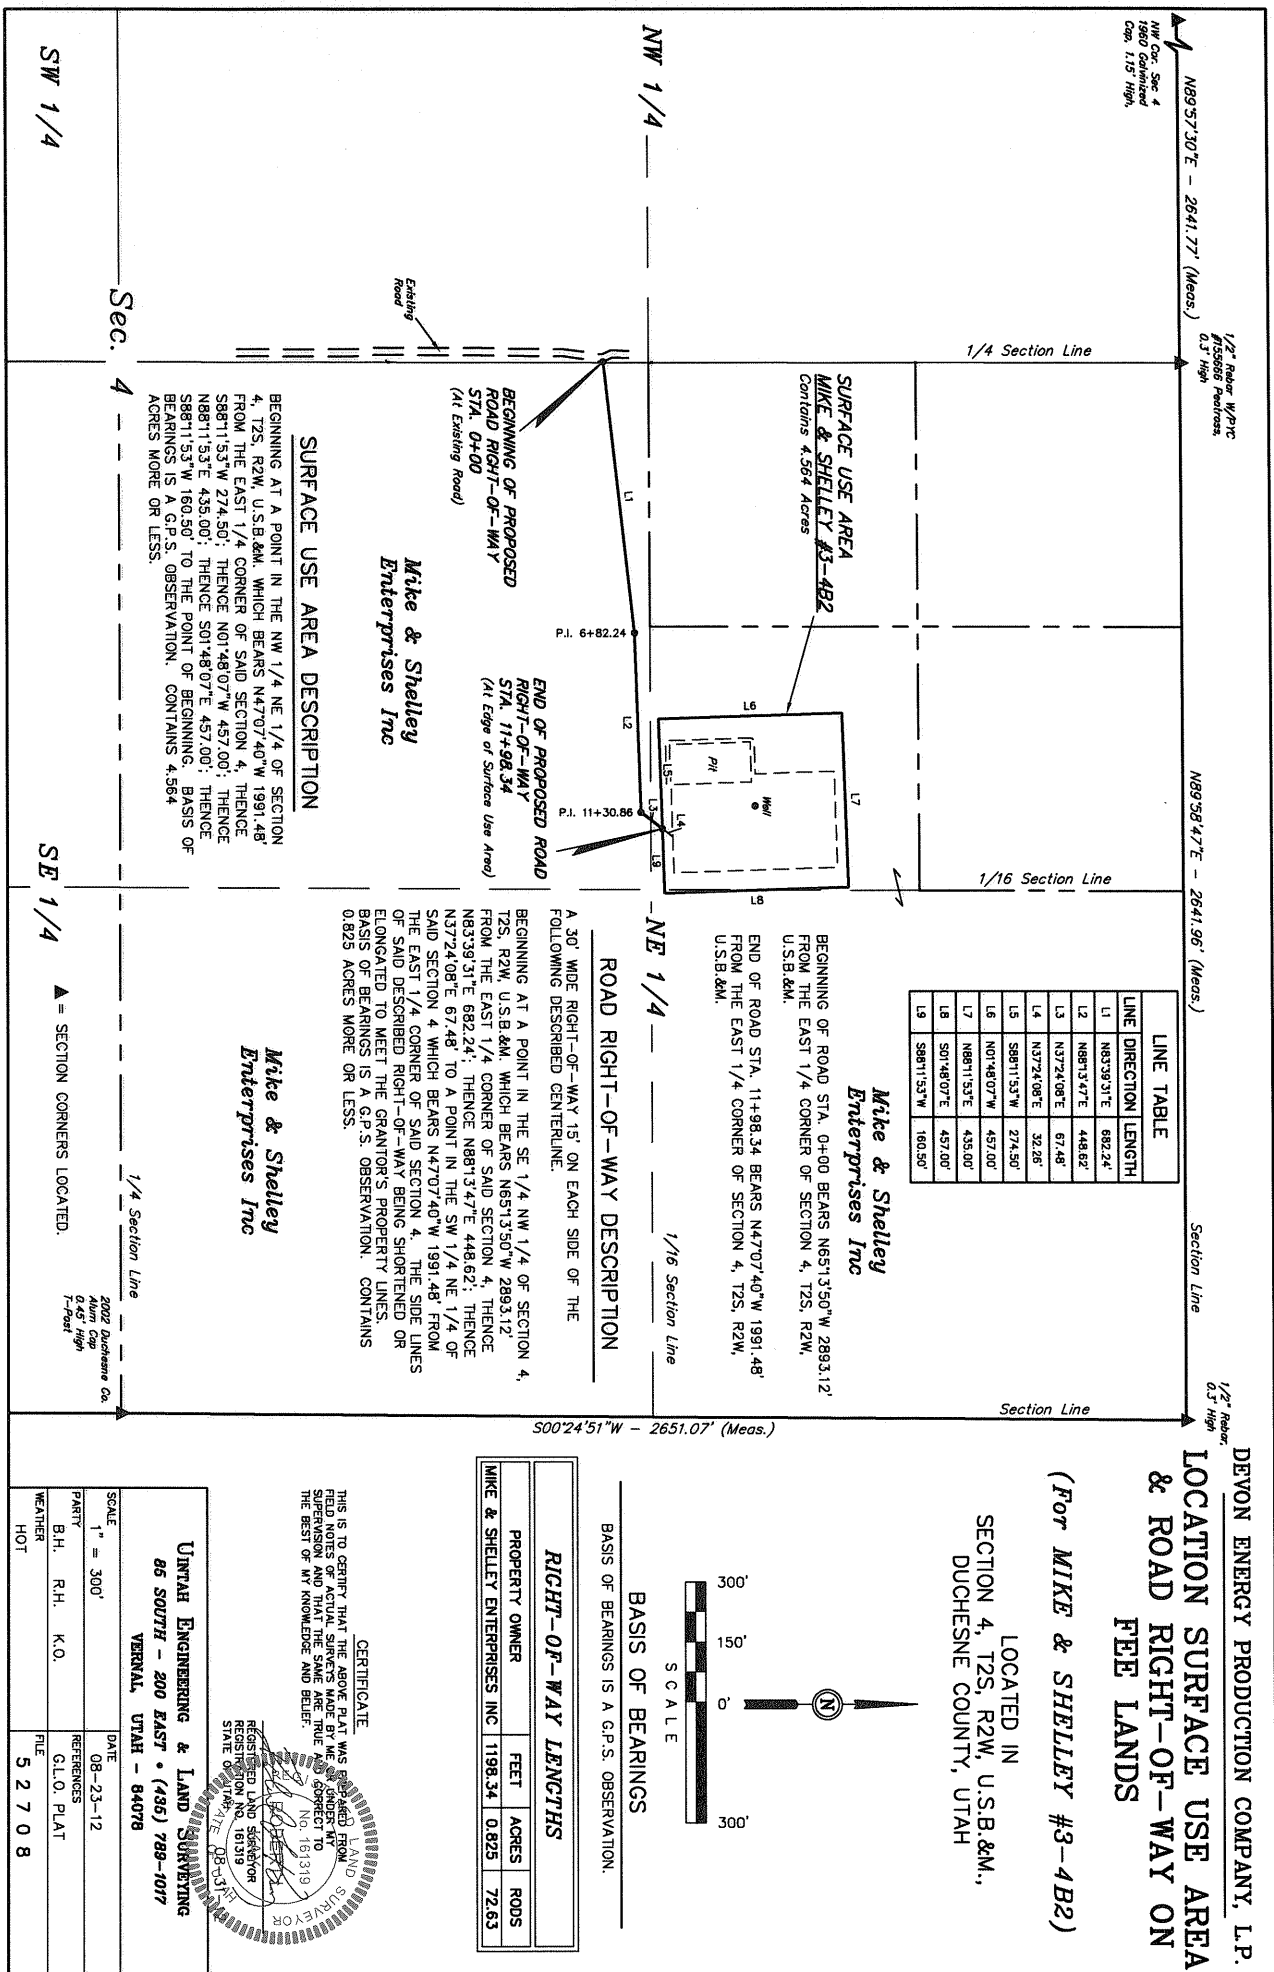 DEVON ENERGY PRODUCTION COMPANY, L.P.
LOCATION SURFACE USE AREA
& ROAD RIGHT-OF-WAY ON
FEE LANDS
(For MIKE & SHELLEY #3-4B2)
LOCATED IN
SECTION 4, T2S, R2W, U.S.B.&M.,
DUCHESNE COUNTY, UTAH
N
300'
150'
0'
300'
SCALE
BASIS OF BEARINGS
BASIS OF BEARINGS IS A G.P.S. OBSERVATION.
RIGHT-OF-WAY LENGTHS
PROPERTY OWNER FEET ACRES RODS
MIKE & SHELLEY ENTERPRISES INC 1198.34 0.825 72.63
CERTIFICATE
THIS IS TO CERTIFY THAT THE ABOVE PLAT WAS PREPARED FROM
FIELD NOTES OF ACTUAL SURVEYS MADE BY ME OR UNDER MY
SUPERVISION AND THAT THE SAME ARE TRUE AND CORRECT TO
THE BEST OF MY KNOWLEDGE AND BELIEF.
REGISTERED LAND SURVEYOR
REGISTRATION NO. 161319
STATE OF UTAH
No. 161319
LAND SURVEYOR
UINTAH ENGINEERING & LAND SURVEYING
85 SOUTH - 200 EAST • (435) 789-1017
VERNAL, UTAH - 84078
SCALE
1" = 300'
DATE
08-23-12
PARTY
B.H. R.H. K.O.
REFERENCES
G.L.O. PLAT
WEATHER
HOT
FILE
52708
NW Cor. Sec 4
1960 Galvinized
Cap, 1.15' High,
N89°57'30"E - 2641.77' (Meas.)
1/2" Rebar W/PYC
#155666 Peatross,
0.3' High
N89°58'47"E - 2641.96' (Meas.)
Section Line
1/2" Rebar,
0.3' High
1/4 Section Line
1/16 Section Line
Section Line
LINE TABLE
LINE DIRECTION LENGTH
L1 N83°39'31"E 682.24'
L2 N88°13'47"E 448.62'
L3 N37°24'08"E 67.48'
L4 N37°24'08"E 32.26'
L5 S88°11'53"W 274.50'
L6 N01°48'07"W 457.00'
L7 N88°11'53"E 435.00'
L8 S01°48'07"E 457.00'
L9 S88°11'53"W 160.50'
SURFACE USE AREA
MIKE & SHELLEY #3-4B2
Contains 4.564 Acres
L6
L7
L8
Pit
Well
L5
L4
L3
L9
Mike & Shelley
Enterprises Inc
BEGINNING OF ROAD STA. 0+00 BEARS N65°13'50"W 2893.12'
FROM THE EAST 1/4 CORNER OF SECTION 4, T2S, R2W,
U.S.B.&M.
END OF ROAD STA. 11+98.34 BEARS N47°07'40"W 1991.48'
FROM THE EAST 1/4 CORNER OF SECTION 4, T2S, R2W,
U.S.B.&M.
NW 1/4
NE 1/4
1/16 Section Line
S00°24'51"W - 2651.07' (Meas.)
L1
P.I. 6+82.24
L2
P.I. 11+30.86
BEGINNING OF PROPOSED
ROAD RIGHT-OF-WAY
STA. 0+00
(At Existing Road)
END OF PROPOSED ROAD
RIGHT-OF-WAY
STA. 11+98.34
(At Edge of Surface Use Area)
ROAD RIGHT-OF-WAY DESCRIPTION
A 30' WIDE RIGHT-OF-WAY 15' ON EACH SIDE OF THE
FOLLOWING DESCRIBED CENTERLINE.
BEGINNING AT A POINT IN THE SE 1/4 NW 1/4 OF SECTION 4,
T2S, R2W, U.S.B.&M. WHICH BEARS N65°13'50"W 2893.12'
FROM THE EAST 1/4 CORNER OF SAID SECTION 4, THENCE
N83°39'31"E 682.24'; THENCE N88°13'47"E 448.62'; THENCE
N37°24'08"E 67.48' TO A POINT IN THE SW 1/4 NE 1/4 OF
SAID SECTION 4 WHICH BEARS N47°07'40"W 1991.48' FROM
THE EAST 1/4 CORNER OF SAID SECTION 4. THE SIDE LINES
OF SAID DESCRIBED RIGHT-OF-WAY BEING SHORTENED OR
ELONGATED TO MEET THE GRANTOR'S PROPERTY LINES.
BASIS OF BEARINGS IS A G.P.S. OBSERVATION. CONTAINS
0.825 ACRES MORE OR LESS.
Existing
Road
Mike & Shelley
Enterprises Inc
SURFACE USE AREA DESCRIPTION
BEGINNING AT A POINT IN THE NW 1/4 NE 1/4 OF SECTION
4, T2S, R2W, U.S.B.&M. WHICH BEARS N47°07'40"W 1991.48'
FROM THE EAST 1/4 CORNER OF SAID SECTION 4, THENCE
S88°11'53"W 274.50'; THENCE N01°48'07"W 457.00'; THENCE
N88°11'53"E 435.00'; THENCE S01°48'07"E 457.00'; THENCE
S88°11'53"W 160.50' TO THE POINT OF BEGINNING. BASIS OF
BEARINGS IS A G.P.S. OBSERVATION. CONTAINS 4.564
ACRES MORE OR LESS.
Mike & Shelley
Enterprises Inc
Sec. 4
1/4 Section Line
2002 Duchesne Co.
Alum Cap
0.45' High
T-Post
SW 1/4
SE 1/4
▲ = SECTION CORNERS LOCATED.